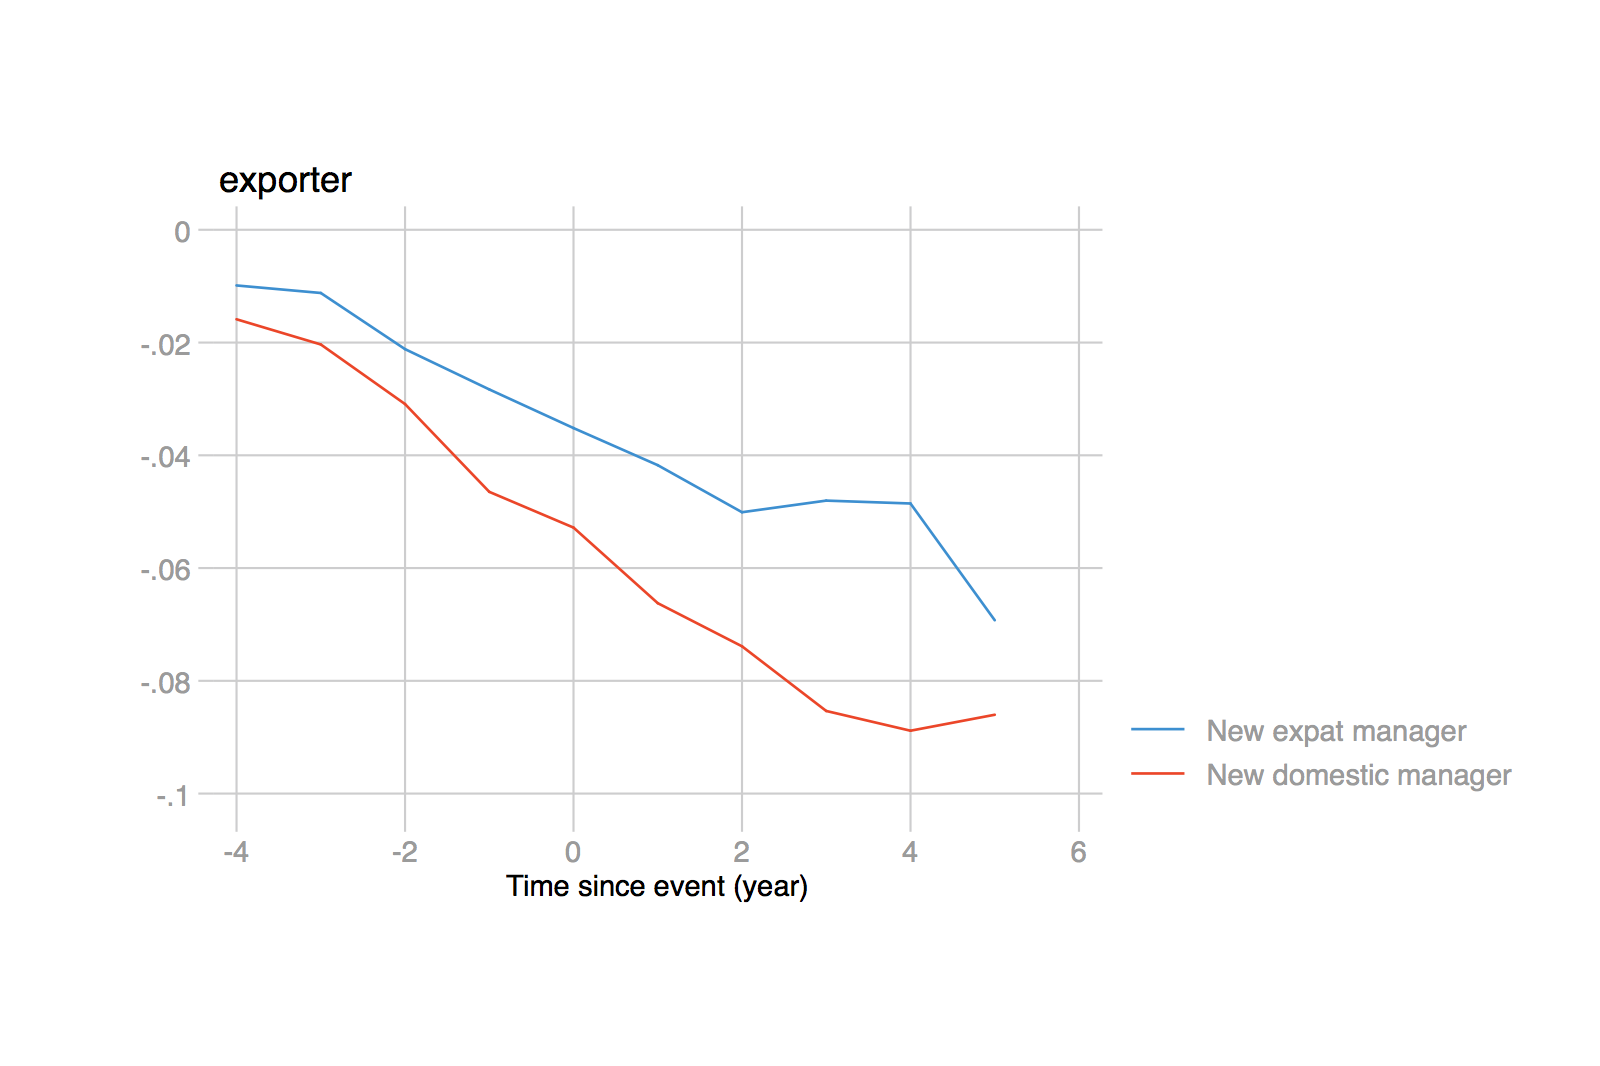 exporter
0
-.02
-.04
-.06
-.08
-.1
-4 -2 0 2 4 6
Time since event (year)
New expat manager
New domestic manager